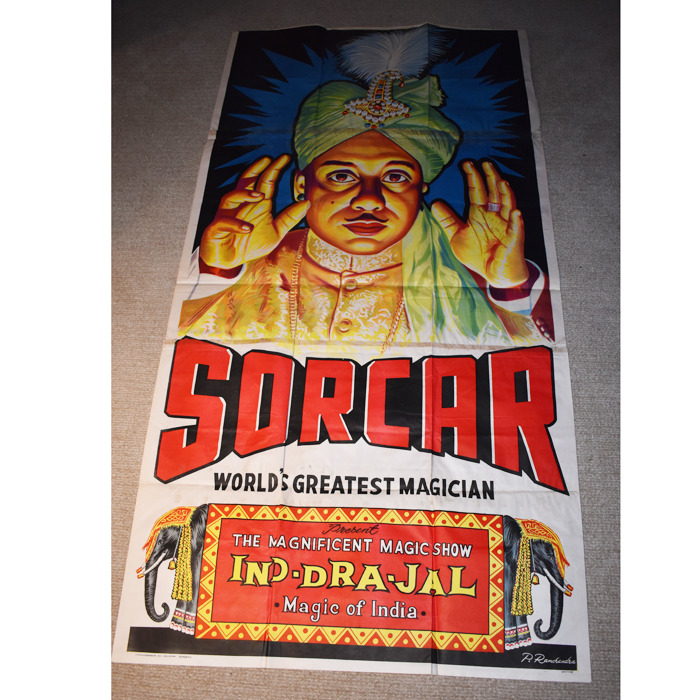 SORCAR
WORLD'S GREATEST MAGICIAN
Present
THE MAGNIFICENT MAGIC SHOW
IND·DRA·JAL
·Magic of India·